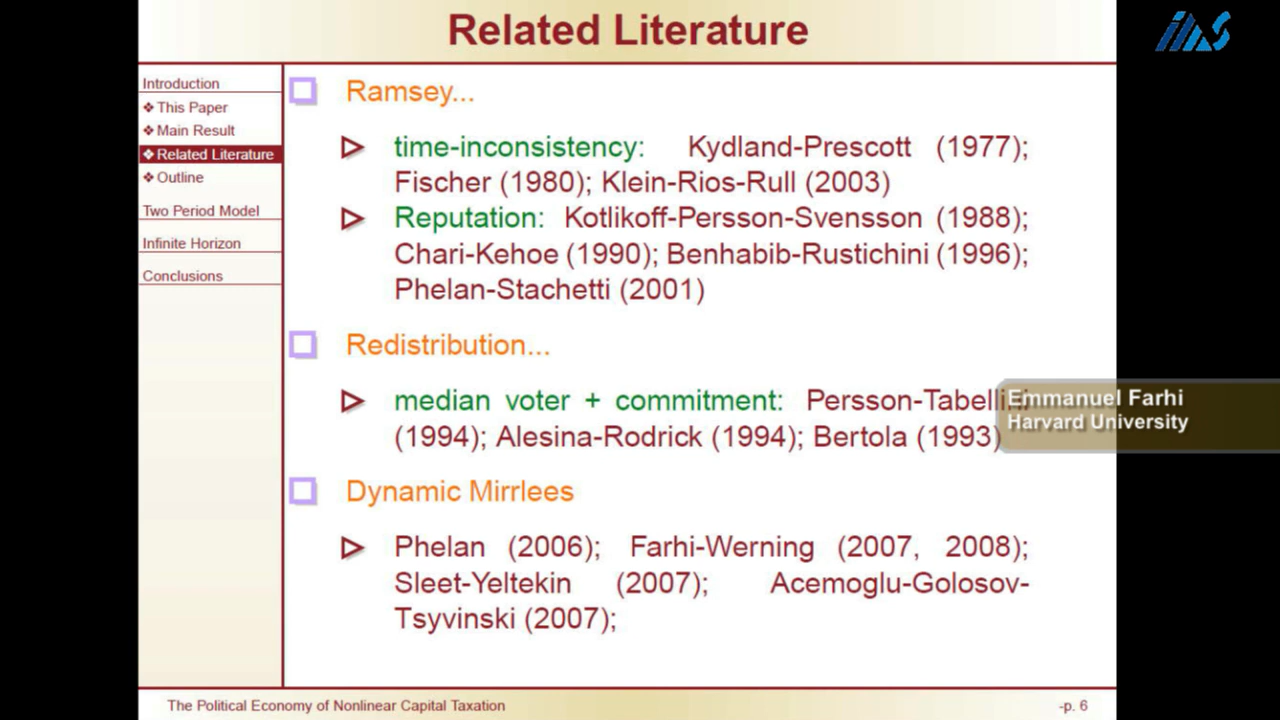 Related Literature
Introduction
❖ This Paper
❖ Main Result
❖ Related Literature
❖ Outline
Two Period Model
Infinite Horizon
Conclusions
Ramsey...
time-inconsistency: Kydland-Prescott (1977);
Fischer (1980); Klein-Rios-Rull (2003)
Reputation: Kotlikoff-Persson-Svensson (1988);
Chari-Kehoe (1990); Benhabib-Rustichini (1996);
Phelan-Stachetti (2001)
Redistribution...
median voter + commitment: Persson-Tabellini
(1994); Alesina-Rodrick (1994); Bertola (1993)
Dynamic Mirrlees
Phelan (2006); Farhi-Werning (2007, 2008);
Sleet-Yeltekin (2007); Acemoglu-Golosov-
Tsyvinski (2007);
Emmanuel Farhi
Harvard University
The Political Economy of Nonlinear Capital Taxation
-p. 6